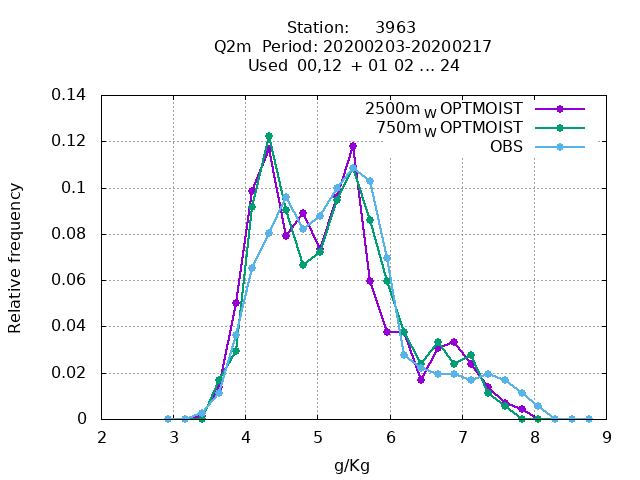 Station:     3963
Q2m  Period: 20200203-20200217
Used  00,12  + 01 02 ... 24
2500m W OPTMOIST
750m W OPTMOIST
OBS
Relative frequency
0.14
0.12
0.1
0.08
0.06
0.04
0.02
0
2 3 4 5 6 7 8 9
g/Kg